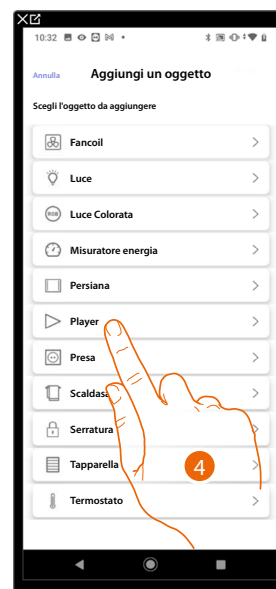 10:32
Annulla Aggiungi un oggetto
Scegli l'oggetto da aggiungere
Fancoil
Luce
RGB Luce Colorata
Misuratore energia
Persiana
Player
Presa
Serratura
Tapparella
4
Termostato